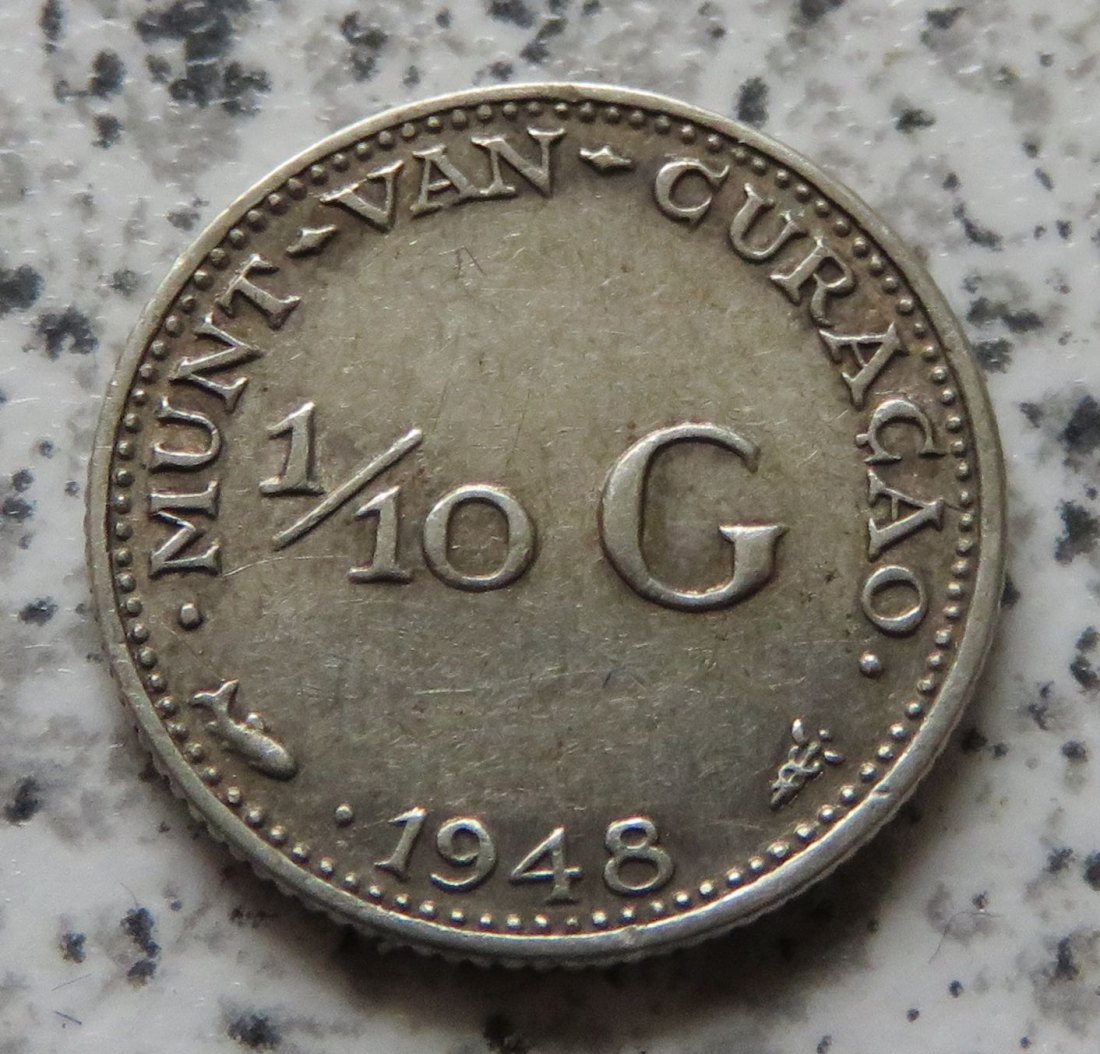 MUNT VAN CURAÇAO
1/10 G
1948